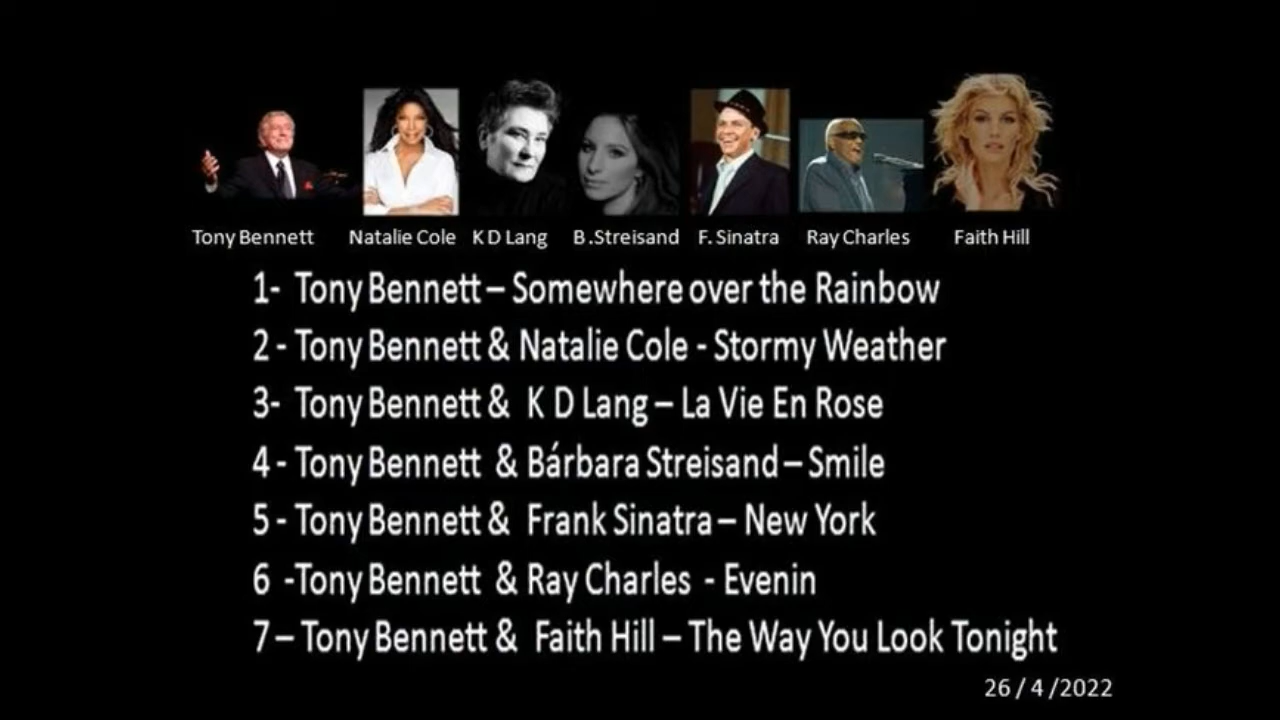 Tony Bennett Natalie Cole K D Lang B .Streisand F. Sinatra Ray Charles Faith Hill
1- Tony Bennett – Somewhere over the Rainbow
2 - Tony Bennett & Natalie Cole - Stormy Weather
3- Tony Bennett & K D Lang – La Vie En Rose
4 - Tony Bennett & Bárbara Streisand – Smile
5 - Tony Bennett & Frank Sinatra – New York
6 -Tony Bennett & Ray Charles - Evenin
7 – Tony Bennett & Faith Hill – The Way You Look Tonight
26 / 4 /2022